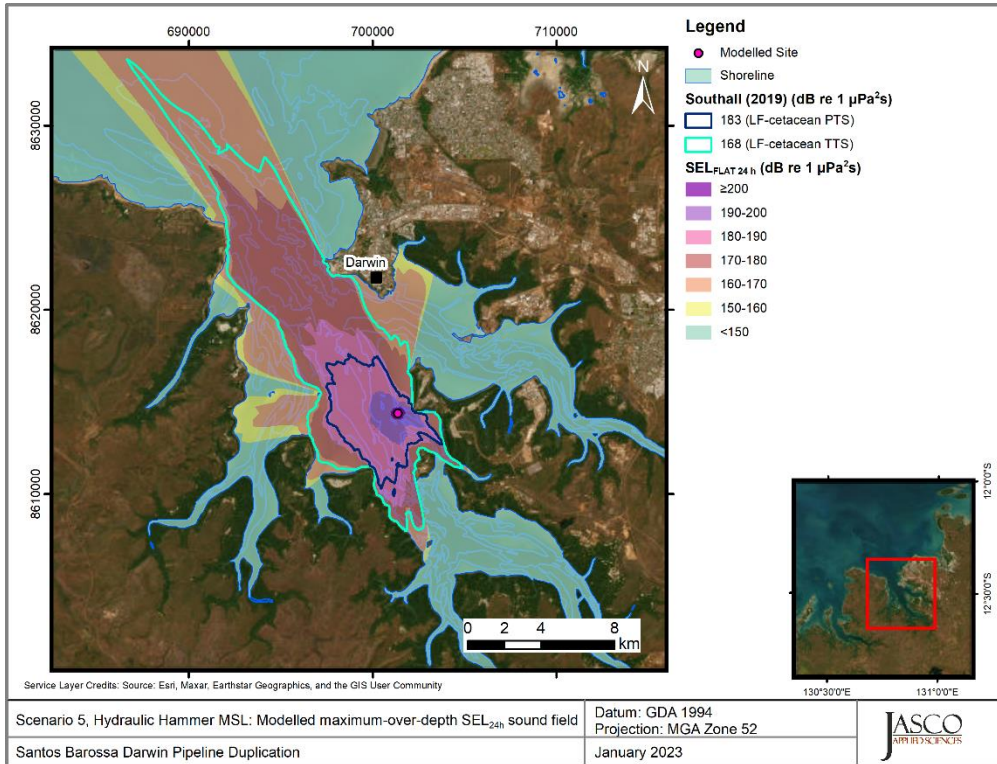 690000
700000
710000
8630000
8620000
8610000
N
Darwin
0 2 4 8
km
Service Layer Credits: Source: Esri, Maxar, Earthstar Geographics, and the GIS User Community
Legend
Modelled Site
Shoreline
Southall (2019) (dB re 1 µPa²s)
183 (LF-cetacean PTS)
168 (LF-cetacean TTS)
SELFLAT 24 h (dB re 1 µPa²s)
≥200
190-200
180-190
170-180
160-170
150-160
<150
12°0'0"S
12°30'0"S
130°30'0"E
131°0'0"E
Scenario 5, Hydraulic Hammer MSL: Modelled maximum-over-depth SEL24h sound field
Datum: GDA 1994
Projection: MGA Zone 52
Santos Barossa Darwin Pipeline Duplication
January 2023
JASCO
APPLIED SCIENCES